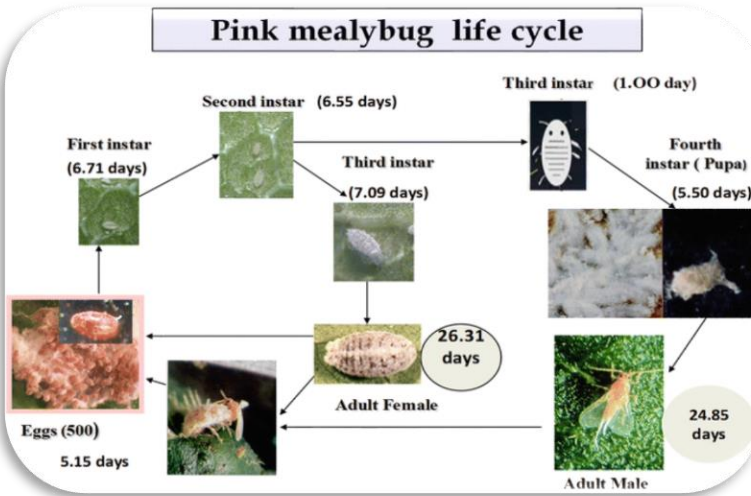 Pink mealybug life cycle
Third instar (1.OO day)
Second instar (6.55 days)
First instar
(6.71 days)
Third instar
(7.09 days)
Fourth
instar ( Pupa)
(5.50 days)
26.31
days
Adult Female
24.85
days
Eggs (500)
5.15 days
Adult Male